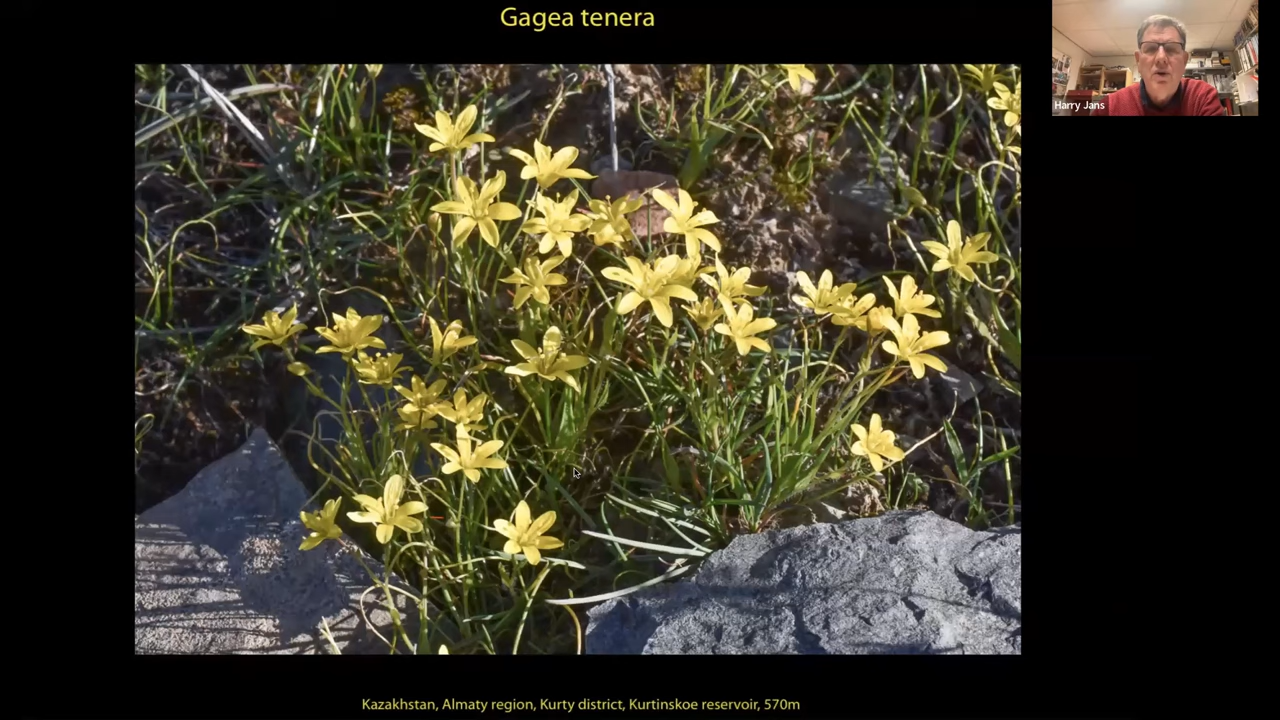 Gagea tenera
Harry Jans
Kazakhstan, Almaty region, Kurty district, Kurtinskoe reservoir, 570m